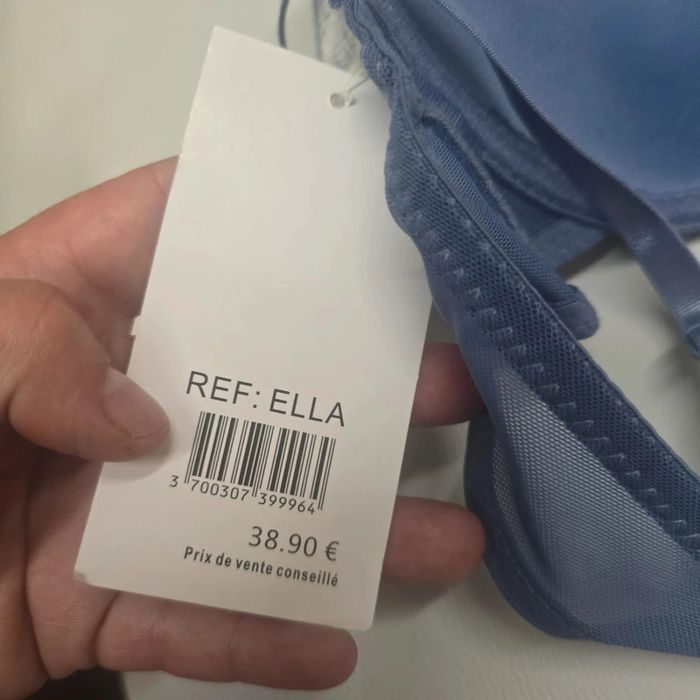 REF: ELLA
3 700307 399964
38.90 €
Prix de vente conseillé